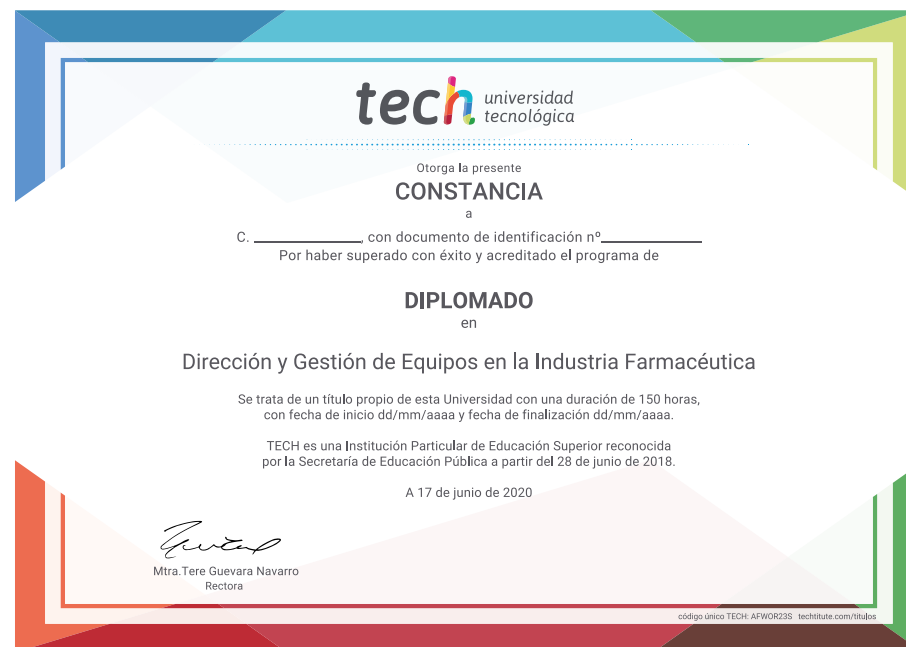 tech universidad
tecnológica
Otorga la presente
CONSTANCIA
a
C. ____________, con documento de identificación nº____________
Por haber superado con éxito y acreditado el programa de
DIPLOMADO
en
Dirección y Gestión de Equipos en la Industria Farmacéutica
Se trata de un título propio de esta Universidad con una duración de 150 horas,
con fecha de inicio dd/mm/aaaa y fecha de finalización dd/mm/aaaa.
TECH es una Institución Particular de Educación Superior reconocida
por la Secretaría de Educación Pública a partir del 28 de junio de 2018.
A 17 de junio de 2020
Mtra.Tere Guevara Navarro
Rectora
código único TECH: AFWOR23S techtitute.com/titulos